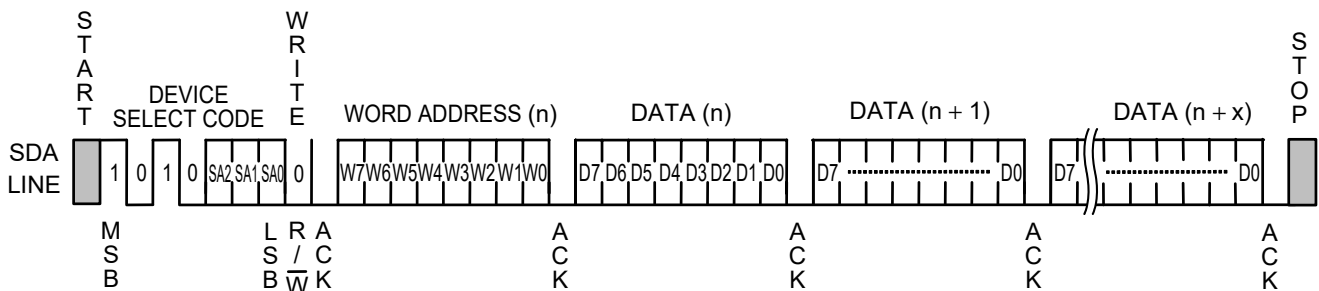 START
WRITE
STOP
DEVICE
SELECT CODE
WORD ADDRESS (n)
DATA (n)
DATA (n + 1)
DATA (n + x)
SDA
LINE
1 0 1 0 SA2 SA1 SA0 0
W7 W6 W5 W4 W3 W2 W1 W0
D7 D6 D5 D4 D3 D2 D1 D0
D7 D0
D7 D0
MSB
LSB
R/W̅
ACK
ACK
ACK
ACK
ACK